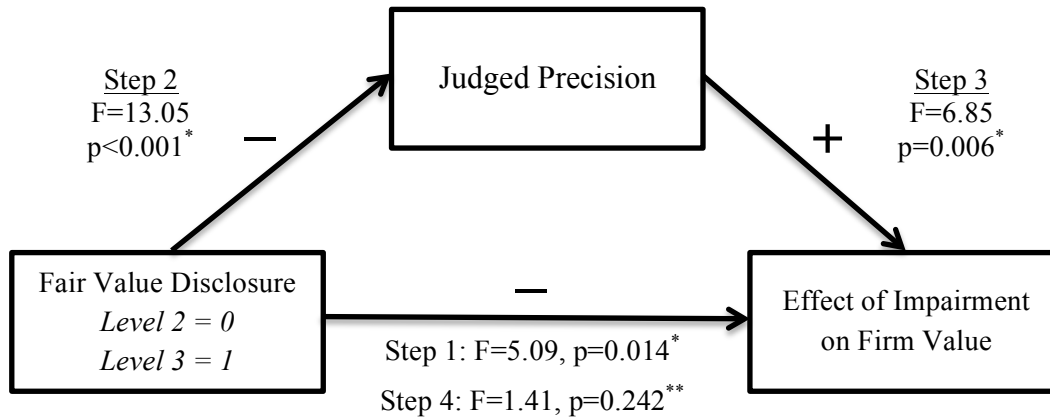 Step 2
F=13.05
p<0.001*
−
Judged Precision
Step 3
F=6.85
p=0.006*
+
Fair Value Disclosure
Level 2 = 0
Level 3 = 1
−
Step 1: F=5.09, p=0.014*
Step 4: F=1.41, p=0.242**
Effect of Impairment
on Firm Value